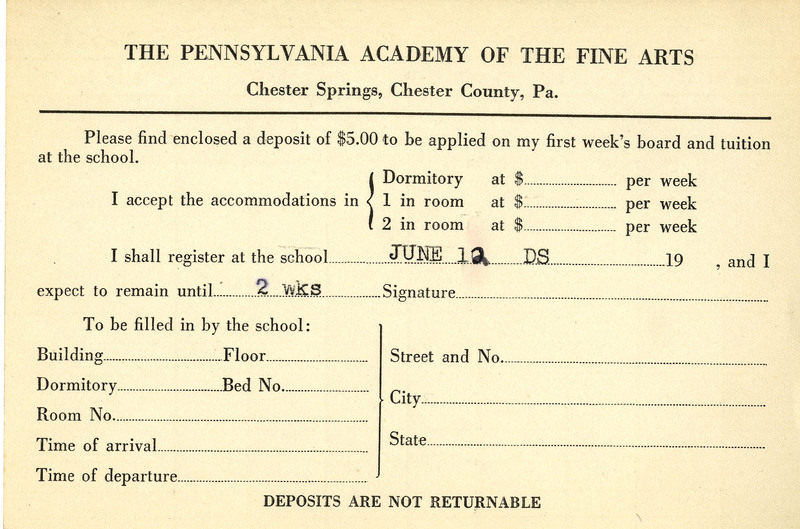 THE PENNSYLVANIA ACADEMY OF THE FINE ARTS
Chester Springs, Chester County, Pa.
Please find enclosed a deposit of $5.00 to be applied on my first week's board and tuition
at the school.
I accept the accommodations in { Dormitory at $.................... per week
1 in room at $.................... per week
2 in room at $.................... per week
I shall register at the school............JUNE 12 DS....................19 , and I
expect to remain until........2 wks............Signature....................
To be filled in by the school:
Building....................Floor....................
Dormitory....................Bed No.....................
Room No.....................
Time of arrival....................
Time of departure....................
Street and No.....................
City....................
State....................
DEPOSITS ARE NOT RETURNABLE